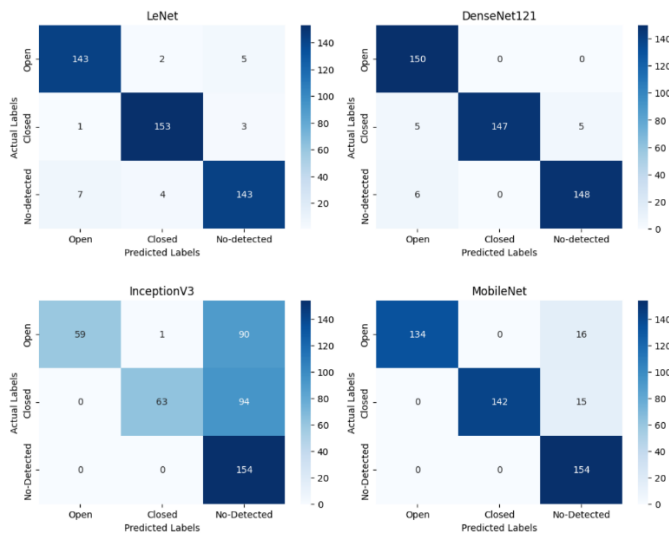 LeNet
Actual Labels
Open
Closed
No-detected
143 2 5
1 153 3
7 4 143
Open Closed No-detected
Predicted Labels
140
120
100
80
60
40
20
DenseNet121
Actual Labels
Open
Closed
No-detected
150 0 0
5 147 5
6 0 148
Open Closed No-detected
Predicted Labels
140
120
100
80
60
40
20
0
InceptionV3
Actual Labels
Open
Closed
No-Detected
59 1 90
0 63 94
0 0 154
Open Closed No-Detected
Predicted Labels
140
120
100
80
60
40
20
0
MobileNet
Actual Labels
Open
Closed
No-Detected
134 0 16
0 142 15
0 0 154
Open Closed No-Detected
Predicted Labels
140
120
100
80
60
40
20
0